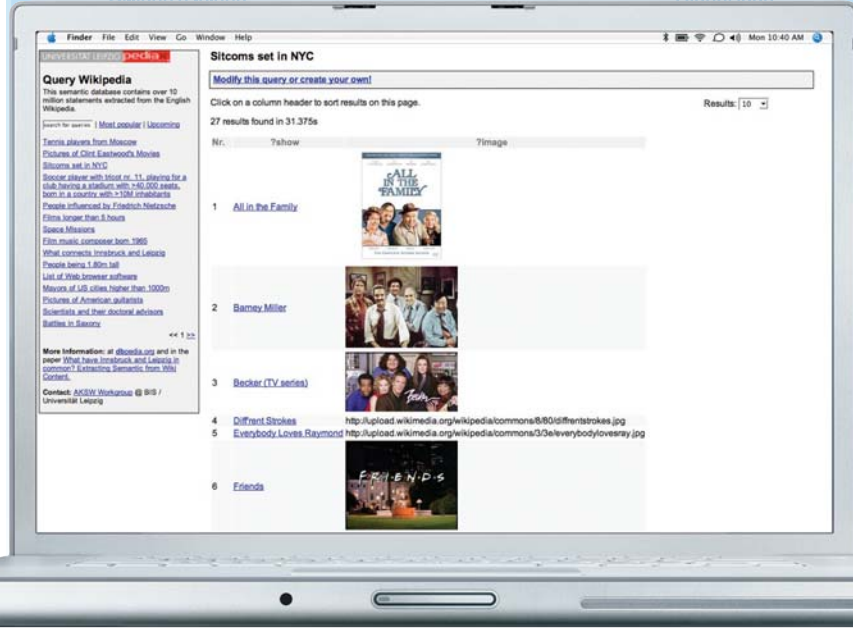 Finder File Edit View Go Window Help
Mon 10:40 AM
UNIVERSITÄT LEIPZIG pedia
Query Wikipedia
This semantic database contains over 10
million statements extracted from the English
Wikipedia.
search for queries | Most popular | Upcoming
Tennis players from Moscow
Pictures of Clint Eastwood's Movies
Sitcoms set in NYC
Soccer player with tricot nr. 11, playing for a
club having a stadium with >40,000 seats,
born in a country with >10M inhabitants
People influenced by Friedrich Nietzsche
Films longer than 5 hours
Space Missions
Film music composer born 1965
What connects Innsbruck and Leipzig
People being 1.80m tall
List of Web browser software
Mayors of US cities higher than 1000m
Pictures of American guitarists
Scientists and their doctoral advisors
Battles in Saxony
<< 1 >>
More Information: at dbpedia.org and in the
paper What have Innsbruck and Leipzig in
common? Extracting Semantic from Wiki
Content.
Contact: AKSW Workgroup @ BIS /
Universität Leipzig
Sitcoms set in NYC
Modify this query or create your own!
Click on a column header to sort results on this page.
Results: 10
27 results found in 31.375s
Nr. ?show ?image
1 All in the Family
ALL
IN THE
FAMILY
2 Barney Miller
3 Becker (TV series)
Becker
4 Diffrent Strokes http://upload.wikimedia.org/wikipedia/commons/8/80/diffrentstrokes.jpg
5 Everybody Loves Raymond http://upload.wikimedia.org/wikipedia/commons/3/3e/everybodylovesray.jpg
6 Friends
F·R·I·E·N·D·S